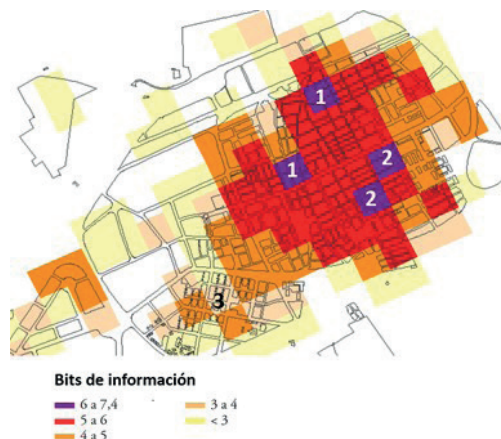 1
1
2
2
3
Bits de información
6 a 7,4
3 a 4
5 a 6
< 3
4 a 5